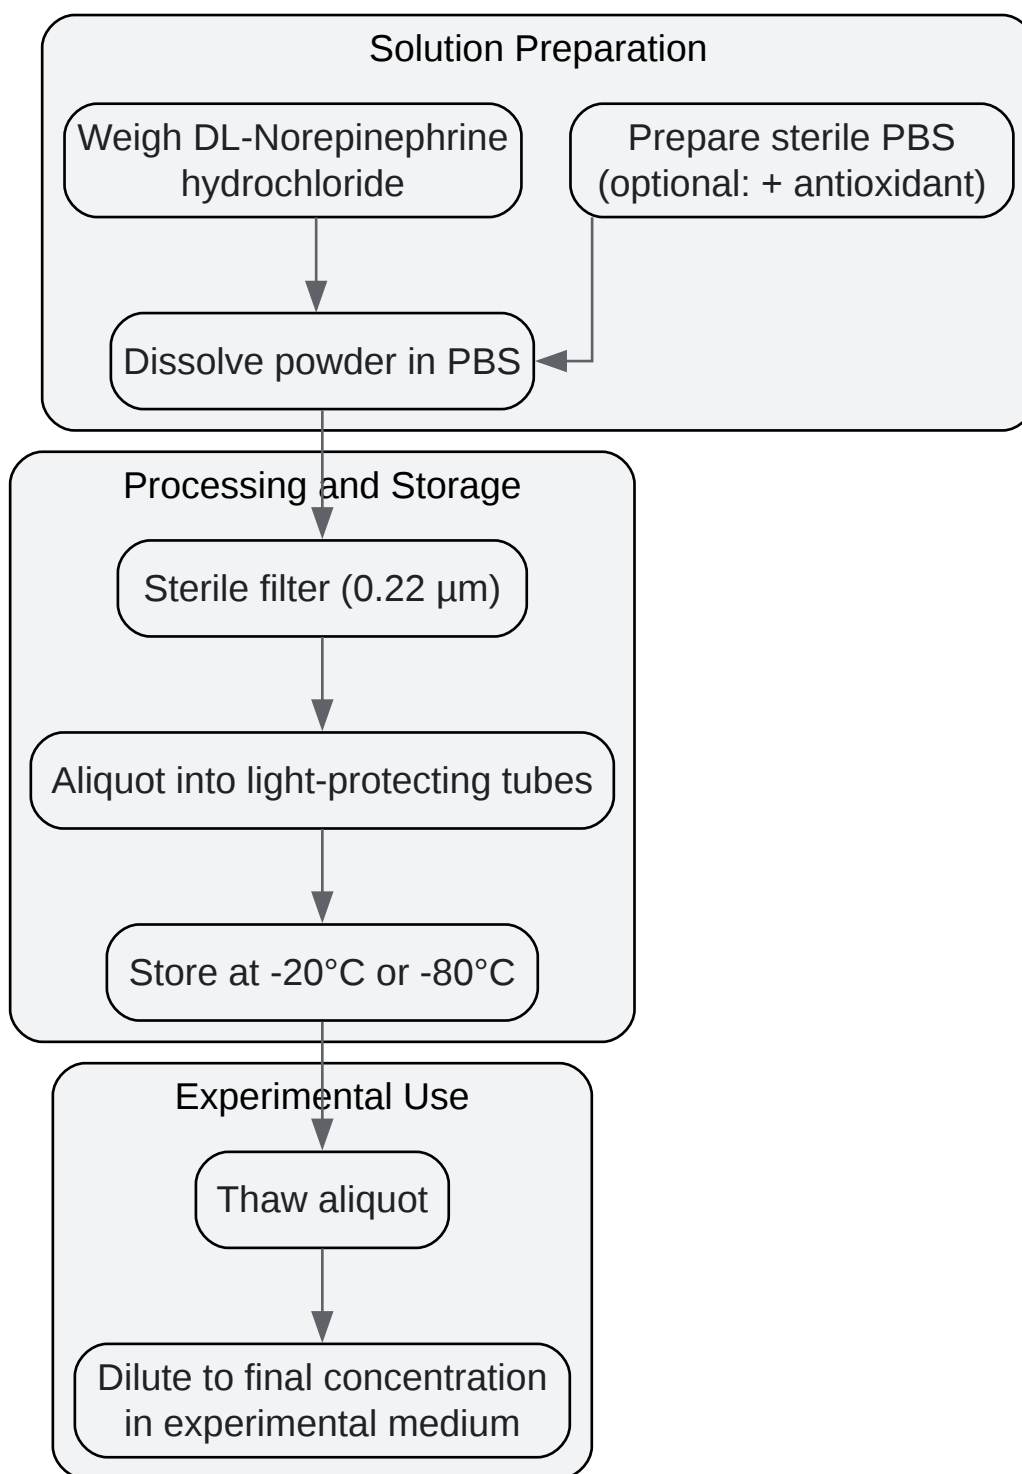 Solution Preparation
Weigh DL-Norepinephrine
hydrochloride
Prepare sterile PBS
(optional: + antioxidant)
Dissolve powder in PBS
Processing and Storage
Sterile filter (0.22 µm)
Aliquot into light-protecting tubes
Store at -20°C or -80°C
Experimental Use
Thaw aliquot
Dilute to final concentration
in experimental medium